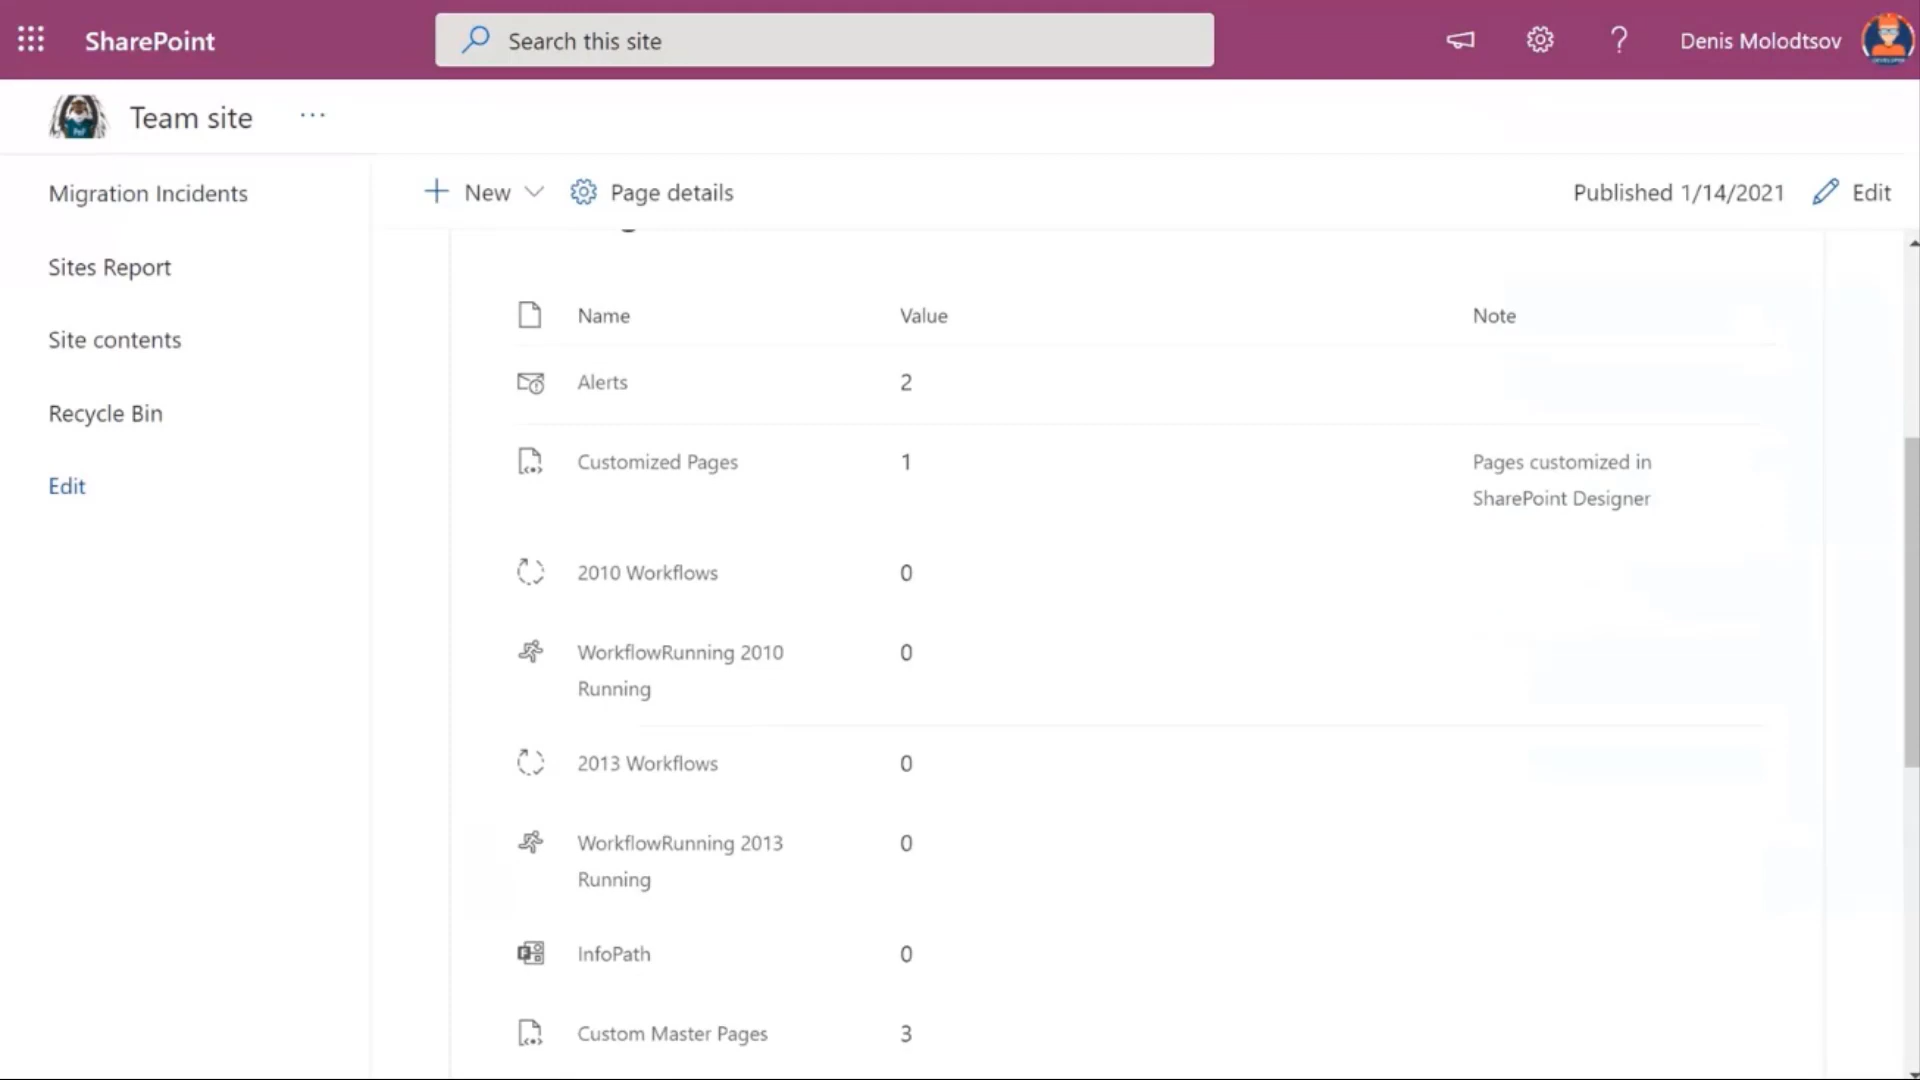 SharePoint
Search this site
Denis Molodtsov
Team site
Migration Incidents
Sites Report
Site contents
Recycle Bin
Edit
New
Page details
Published 1/14/2021
Edit
Name Value Note
Alerts 2
Customized Pages 1 Pages customized in
SharePoint Designer
2010 Workflows 0
WorkflowRunning 2010 0
Running
2013 Workflows 0
WorkflowRunning 2013 0
Running
InfoPath 0
Custom Master Pages 3